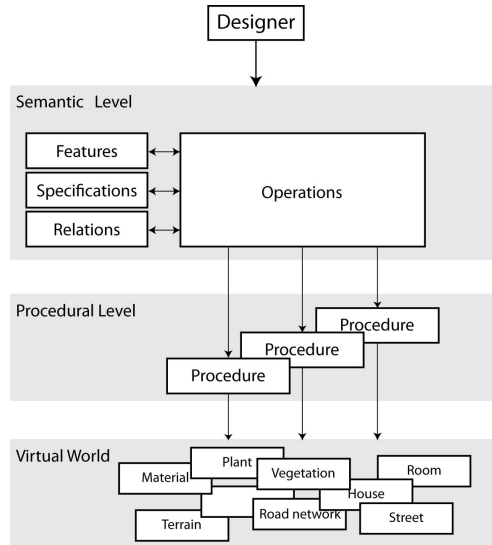 Designer
Semantic Level
Features
Specifications
Operations
Relations
Procedural Level
Procedure
Procedure
Procedure
Virtual World
Plant
Material
Vegetation
Room
House
Road network
Street
Terrain